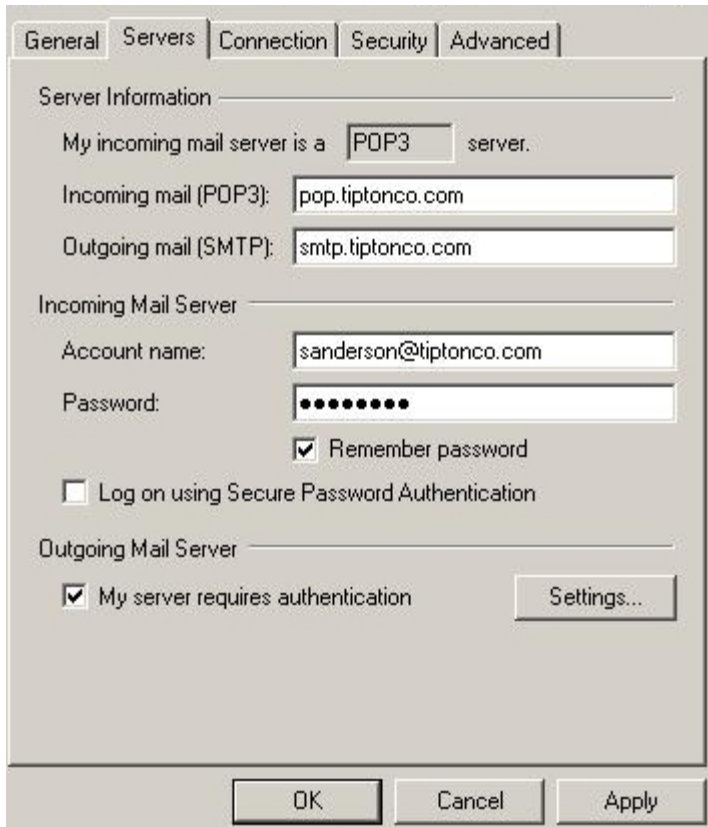 General Servers Connection Security Advanced
Server Information
My incoming mail server is a POP3 server.
Incoming mail (POP3): pop.tiptonco.com
Outgoing mail (SMTP): smtp.tiptonco.com
Incoming Mail Server
Account name: sanderson@tiptonco.com
Password: ●●●●●●●●
Remember password
Log on using Secure Password Authentication
Outgoing Mail Server
My server requires authentication Settings...
OK Cancel Apply